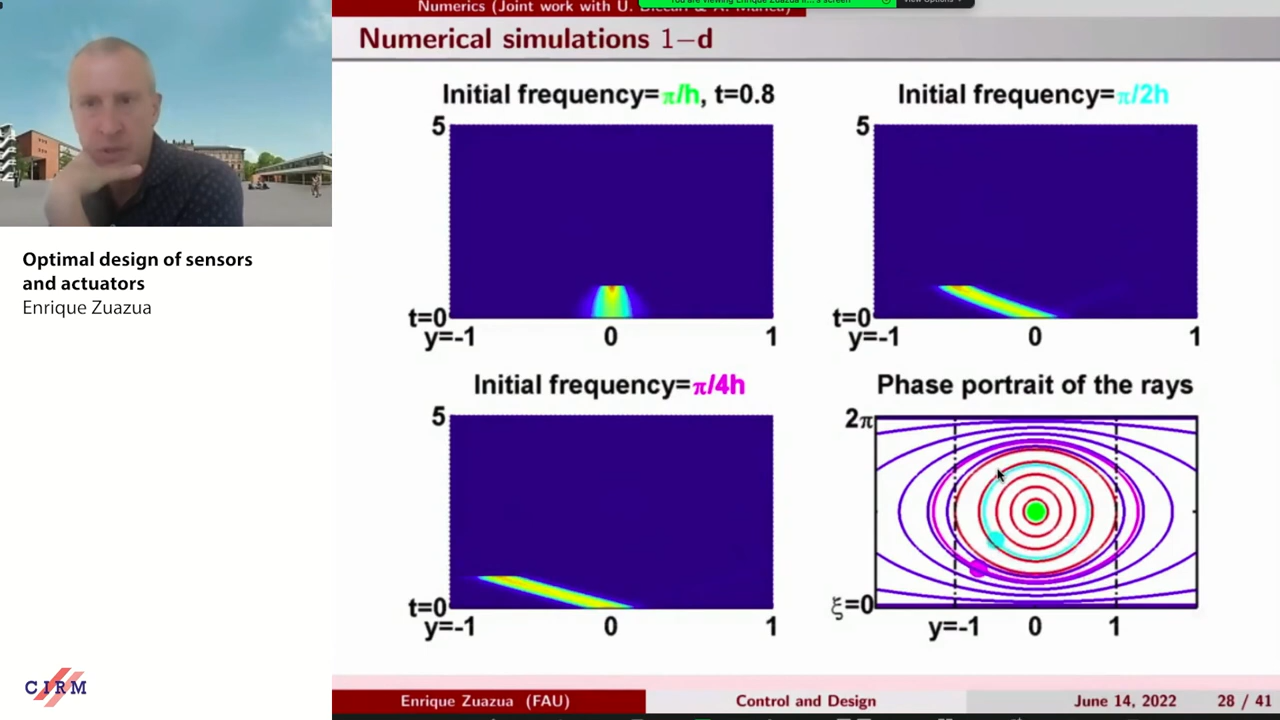 Numerics (Joint work with U. Biccari & A. Marica)
Numerical simulations 1−d
Initial frequency=π/h, t=0.8
5
t=0
y=-1 0 1
Initial frequency=π/2h
5
t=0
y=-1 0 1
Initial frequency=π/4h
5
t=0
y=-1 0 1
Phase portrait of the rays
2π
ξ=0
y=-1 0 1
Optimal design of sensors
and actuators
Enrique Zuazua
CIRM
Enrique Zuazua (FAU) Control and Design June 14, 2022 28 / 41